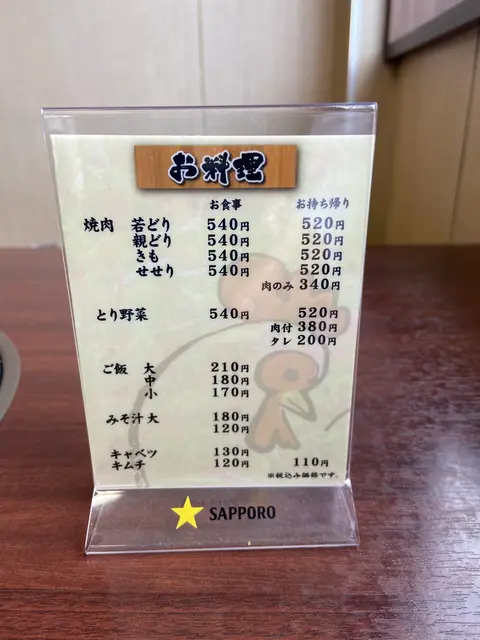 お料理
お食事 お持ち帰り
焼肉 若どり 540円 520円
親どり 540円 520円
きも 540円 520円
せせり 540円 520円
肉のみ 340円
とり野菜 540円 520円
肉付 380円
タレ 200円
ご飯 大 210円
中 180円
小 170円
みそ汁 大 180円
120円
キャベツ 130円
キムチ 120円 110円
※税込み価格です。
SAPPORO